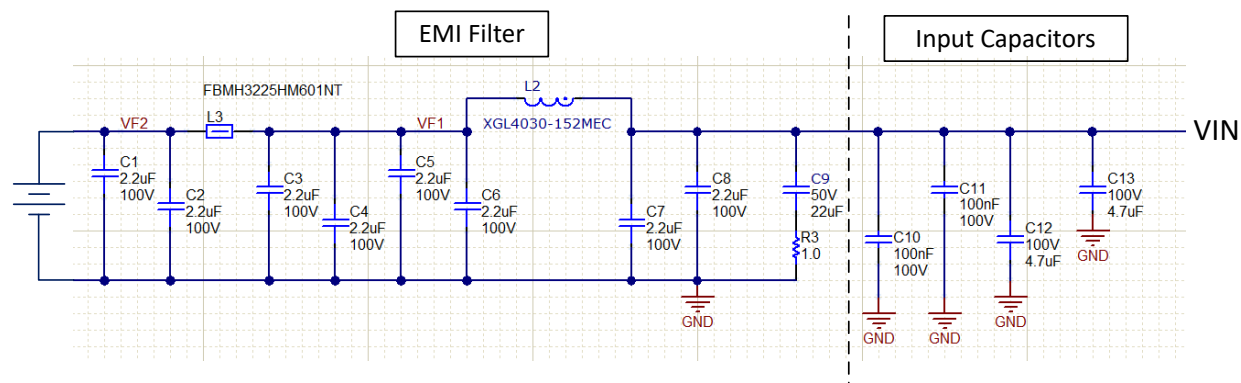 EMI Filter
Input Capacitors
FBMH3225HM601NT
L2
VF2
L3
VF1
XGL4030-152MEC
VIN
C1
2.2uF
100V
C2
2.2uF
100V
C3
2.2uF
100V
C4
2.2uF
100V
C5
2.2uF
100V
C6
2.2uF
100V
C7
2.2uF
100V
C8
2.2uF
100V
C9
50V
22uF
R3
1.0
GND
C10
100nF
100V
GND
C11
100nF
100V
GND
C12
100V
4.7uF
GND
C13
100V
4.7uF
GND